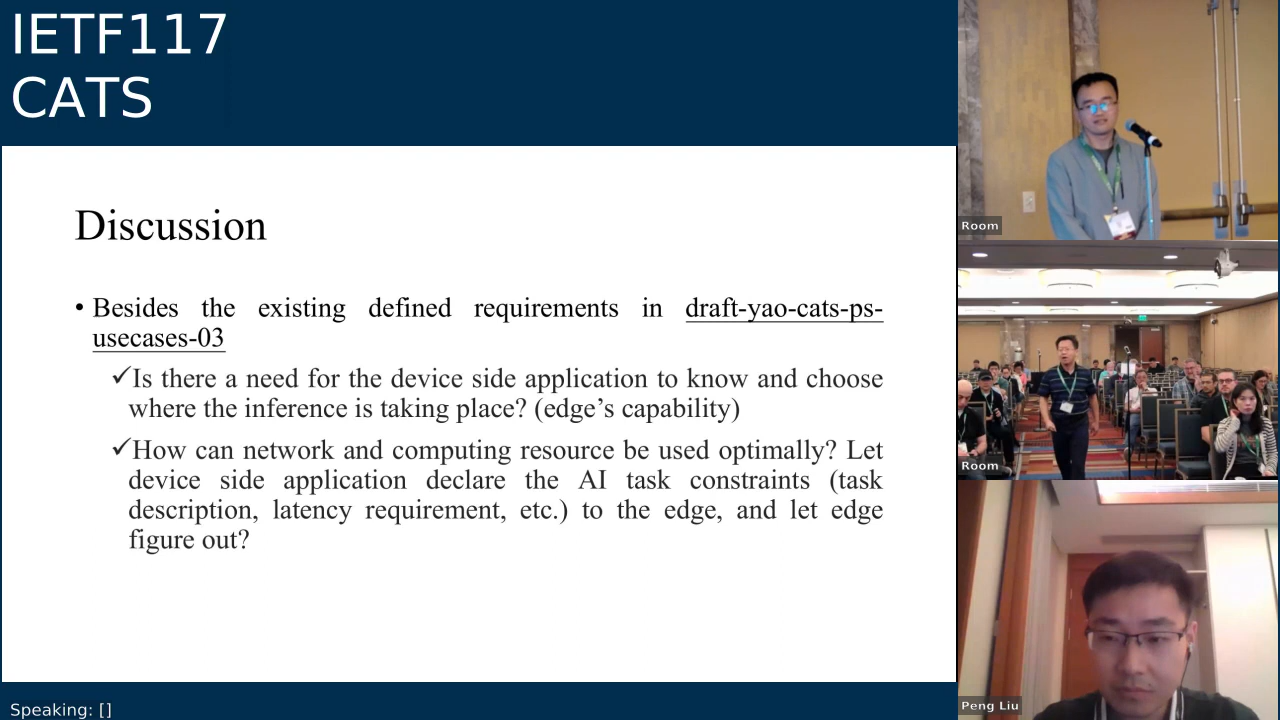 IETF117
CATS
Discussion
• Besides the existing defined requirements in draft-yao-cats-ps-
usecases-03
✓Is there a need for the device side application to know and choose
where the inference is taking place? (edge’s capability)
✓How can network and computing resource be used optimally? Let
device side application declare the AI task constraints (task
description, latency requirement, etc.) to the edge, and let edge
figure out?
Speaking: []
Room
Room
Peng Liu